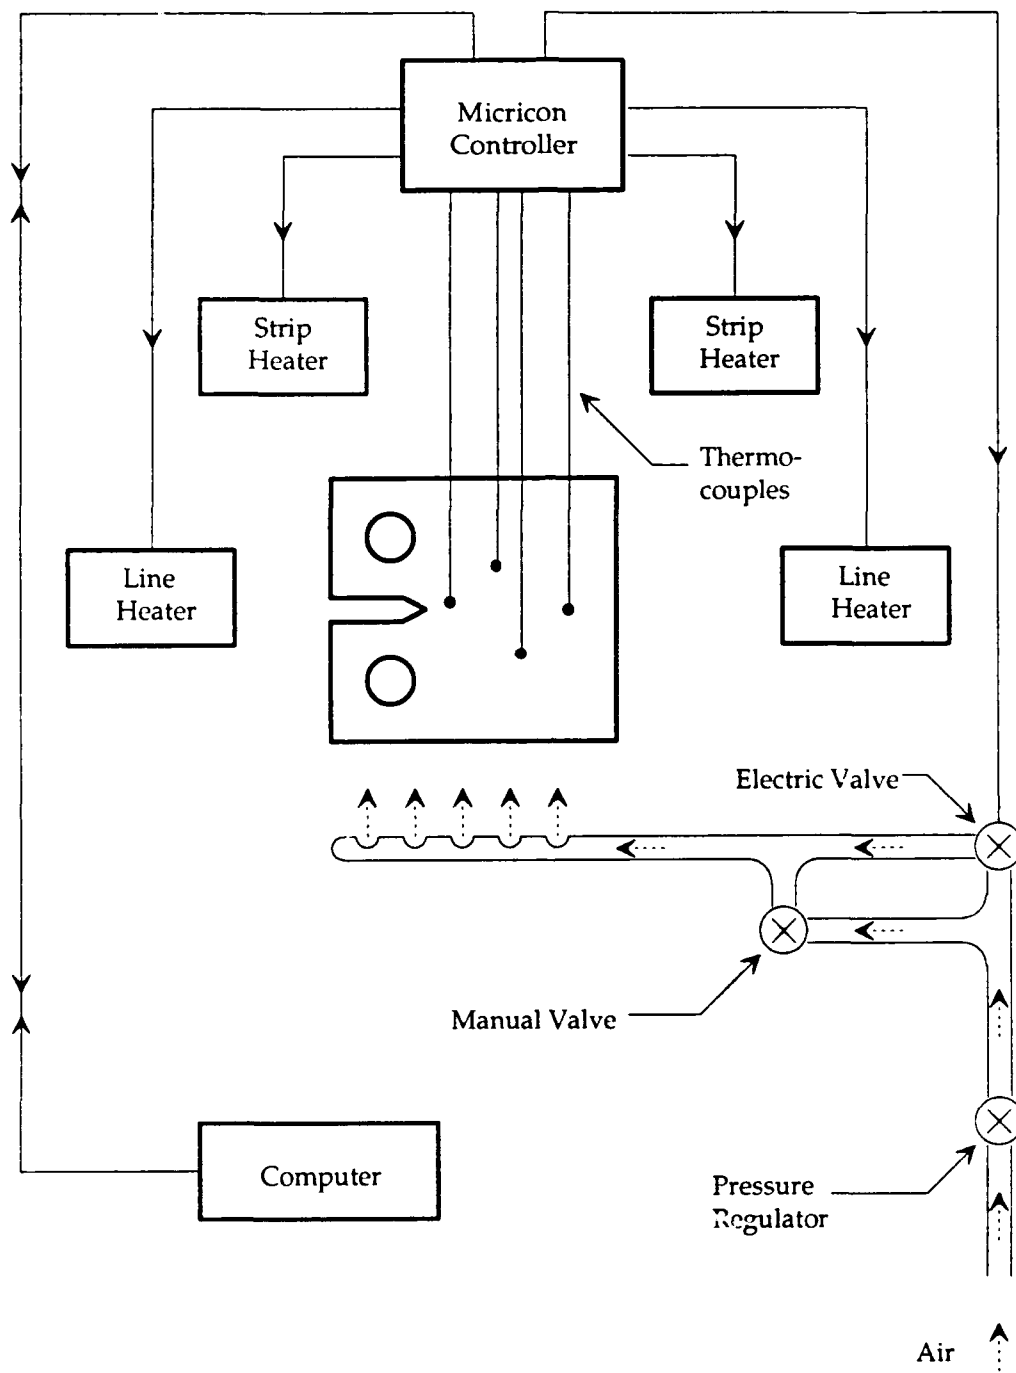 Micricon
Controller
Strip
Heater
Strip
Heater
Thermo-
couples
Line
Heater
Line
Heater
Electric Valve
Manual Valve
Computer
Pressure
Regulator
Air